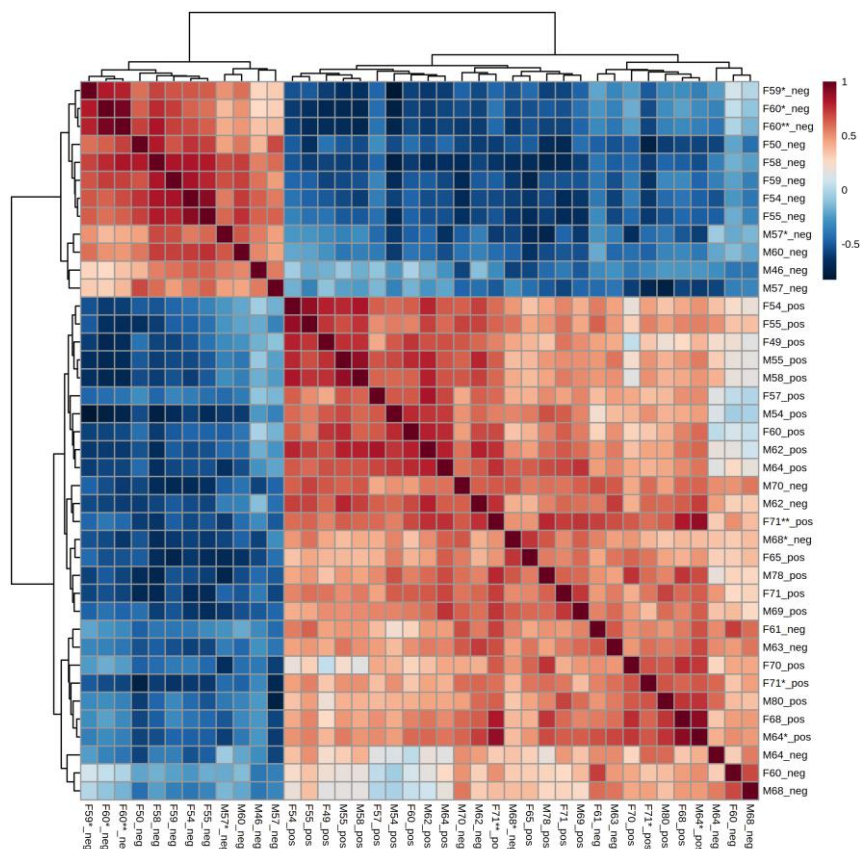 1
0.5
0
-0.5
F59*_neg
F60*_neg
F60**_neg
F50_neg
F58_neg
F59_neg
F54_neg
F55_neg
M57*_neg
M60_neg
M46_neg
M57_neg
F54_pos
F55_pos
F49_pos
M55_pos
M58_pos
F57_pos
M54_pos
F60_pos
M62_pos
M64_pos
M70_neg
M62_neg
F71**_pos
M68*_neg
F65_pos
M78_pos
F71_pos
M69_pos
F61_neg
M63_neg
F70_pos
F71*_pos
M80_pos
F68_pos
M64*_pos
M64_neg
F60_neg
M68_neg
F59*_neg
F60*_neg
F60**_neg
F50_neg
F58_neg
F59_neg
F54_neg
F55_neg
M57*_neg
M60_neg
M46_neg
M57_neg
F54_pos
F55_pos
F49_pos
M55_pos
M58_pos
F57_pos
M54_pos
F60_pos
M62_pos
M64_pos
M70_neg
M62_neg
F71**_pos
M68*_neg
F65_pos
M78_pos
F71_pos
M69_pos
F61_neg
M63_neg
F70_pos
F71*_pos
M80_pos
F68_pos
M64*_pos
M64_neg
F60_neg
M68_neg